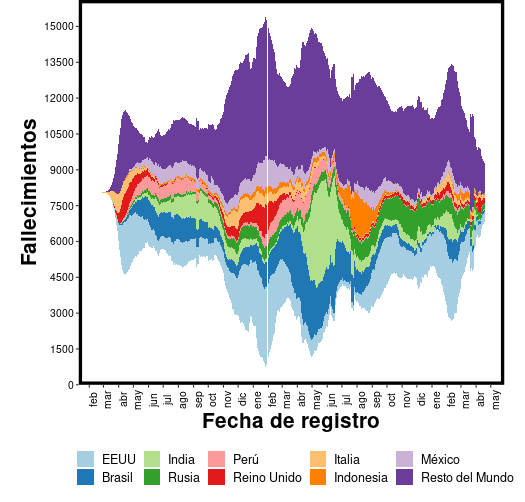 Fallecimientos
15000
13500
12000
10500
9000
7500
6000
4500
3000
1500
0
feb mar abr may jun jul ago sep oct nov dic ene feb mar abr may jun jul ago sep oct nov dic ene feb mar abr may
Fecha de registro
EEUU India Perú Italia México
Brasil Rusia Reino Unido Indonesia Resto del Mundo